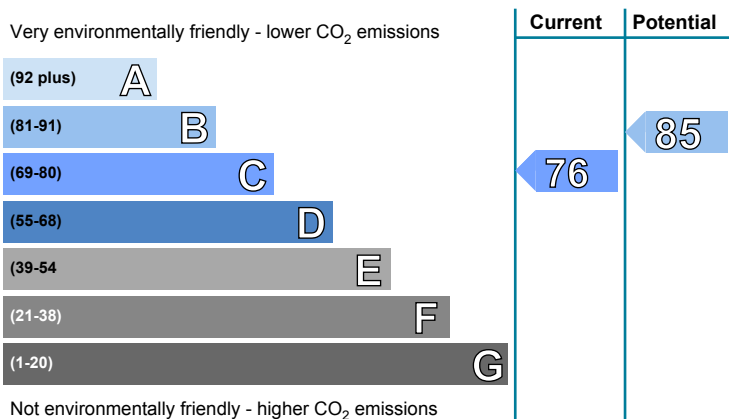 Current Potential
Very environmentally friendly - lower CO2 emissions
(92 plus) A
(81-91) B
85
(69-80) C
76
(55-68) D
(39-54 E
(21-38) F
(1-20) G
Not environmentally friendly - higher CO2 emissions